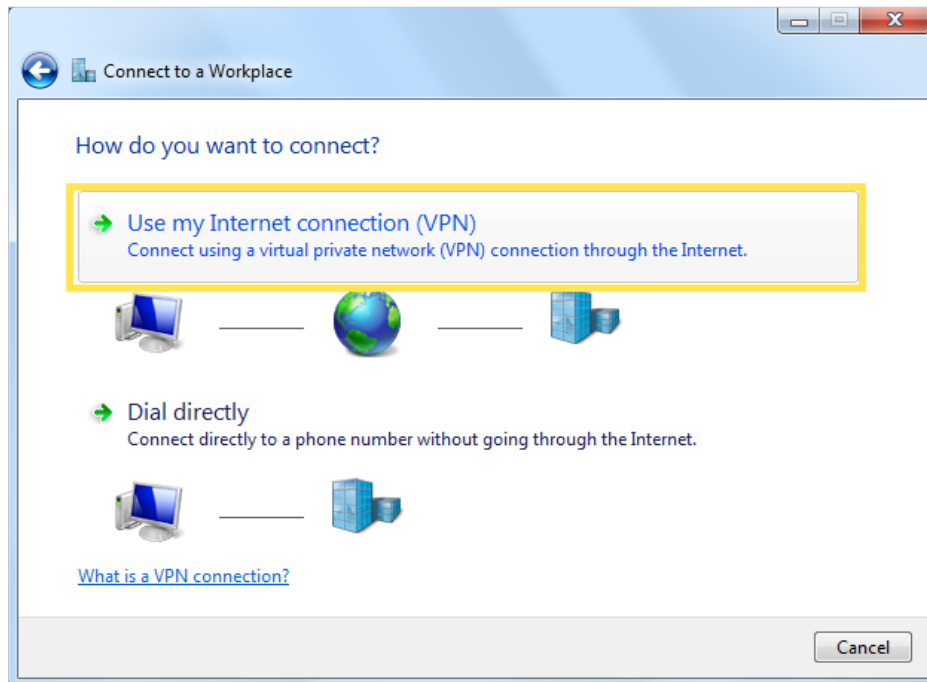 Connect to a Workplace
How do you want to connect?
Use my Internet connection (VPN)
Connect using a virtual private network (VPN) connection through the Internet.
Dial directly
Connect directly to a phone number without going through the Internet.
What is a VPN connection?
Cancel